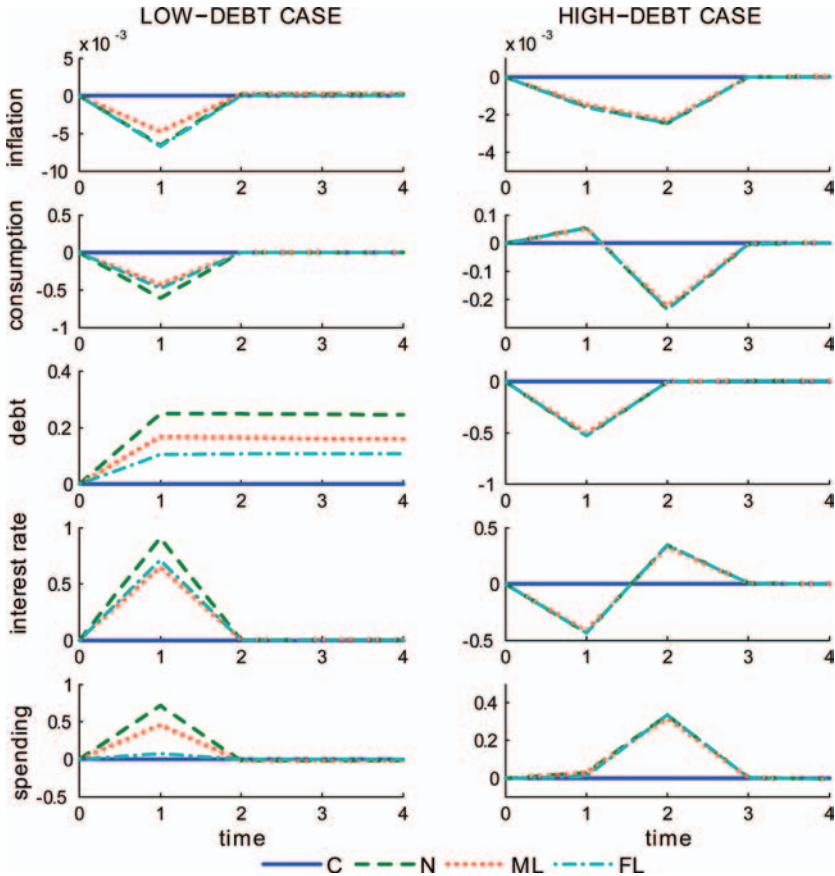 LOW−DEBT CASE
HIGH−DEBT CASE
x 10⁻³
5
0
-5
-10
inflation
0 1 2 3 4
x 10⁻³
0
-2
-4
0 1 2 3 4
0.5
0
-0.5
-1
consumption
0 1 2 3 4
0.1
0
-0.1
-0.2
0 1 2 3 4
0.4
0.2
0
debt
0 1 2 3 4
0
-0.5
-1
0 1 2 3 4
1
0.5
0
interest rate
0 1 2 3 4
0.5
0
-0.5
0 1 2 3 4
1
0.5
0
-0.5
spending
0 1 2 3 4
time
0.4
0.2
0
0 1 2 3 4
time
C N ML FL